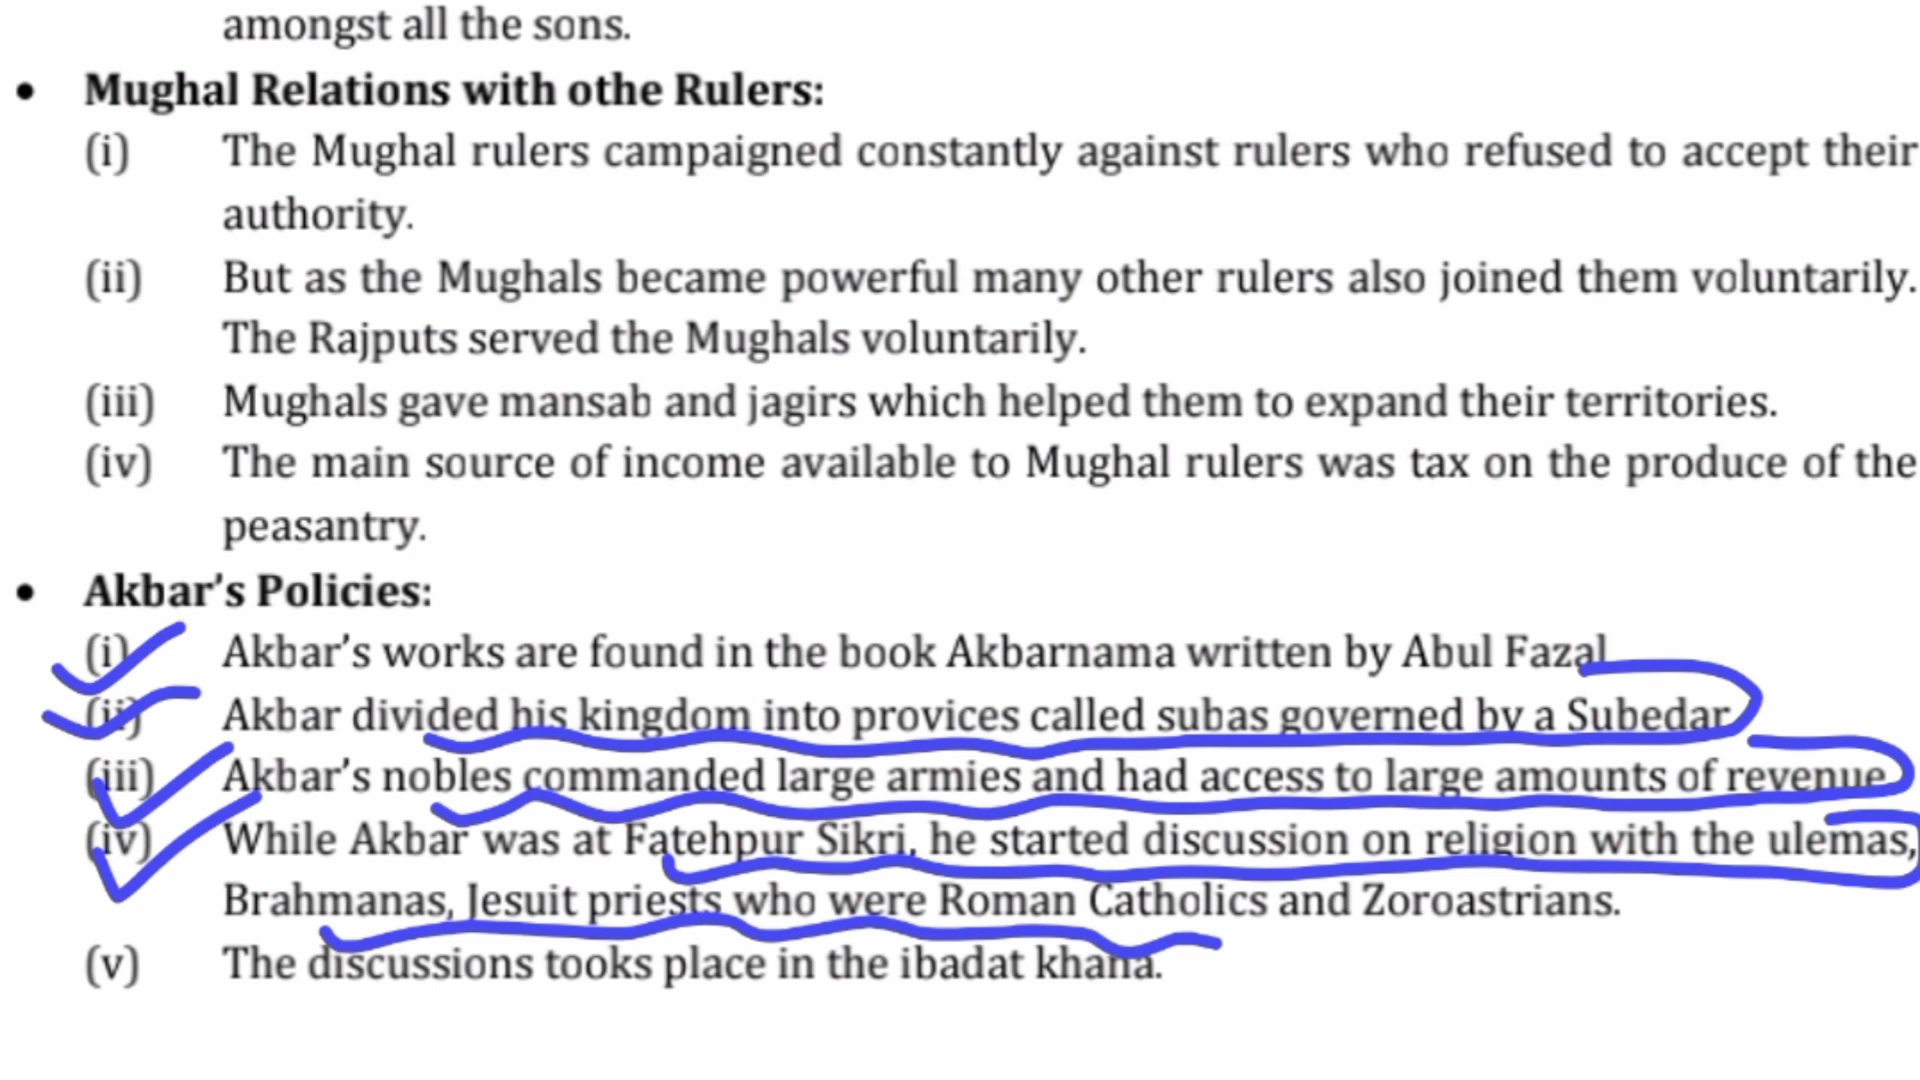 amongst all the sons.
• Mughal Relations with othe Rulers:
(i) The Mughal rulers campaigned constantly against rulers who refused to accept their
authority.
(ii) But as the Mughals became powerful many other rulers also joined them voluntarily.
The Rajputs served the Mughals voluntarily.
(iii) Mughals gave mansab and jagirs which helped them to expand their territories.
(iv) The main source of income available to Mughal rulers was tax on the produce of the
peasantry.
• Akbar’s Policies:
(i) Akbar’s works are found in the book Akbarnama written by Abul Fazal
(ii) Akbar divided his kingdom into provices called subas governed by a Subedar
(iii) Akbar’s nobles commanded large armies and had access to large amounts of revenue
(iv) While Akbar was at Fatehpur Sikri, he started discussion on religion with the ulemas,
Brahmanas, Jesuit priests who were Roman Catholics and Zoroastrians.
(v) The discussions tooks place in the ibadat khana.